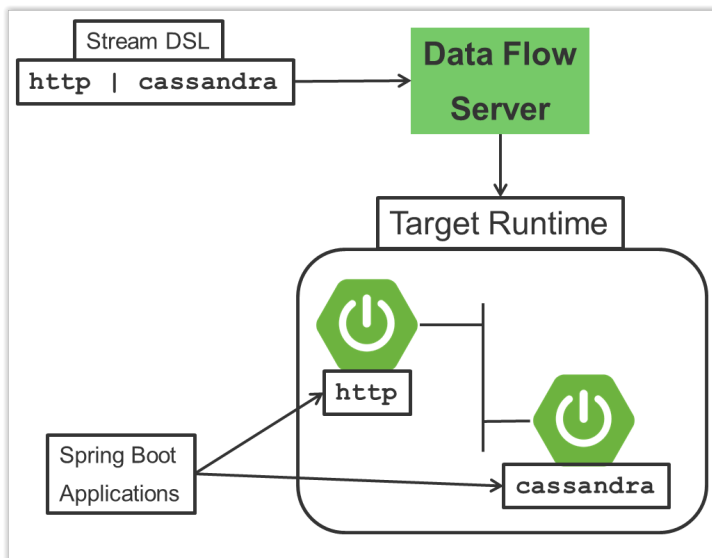 Stream DSL
http | cassandra
Data Flow
Server
Target Runtime
http
cassandra
Spring Boot
Applications